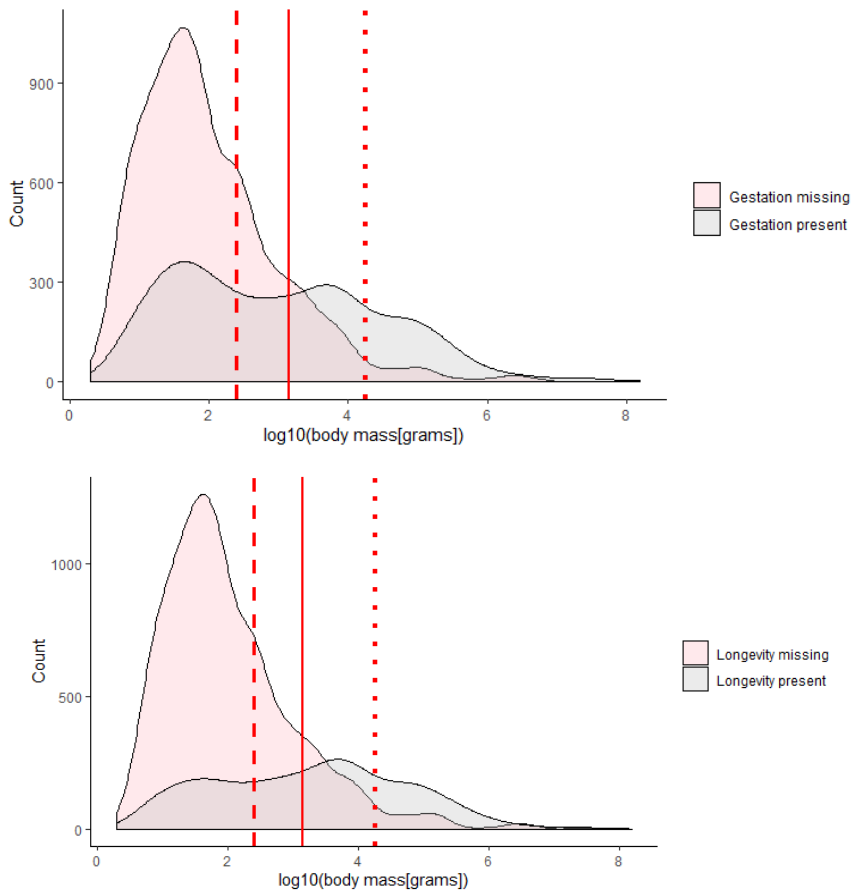 900
600
300
0
Count
0 2 4 6 8
log10(body mass[grams])
Gestation missing
Gestation present
1000
500
0
Count
0 2 4 6 8
log10(body mass[grams])
Longevity missing
Longevity present